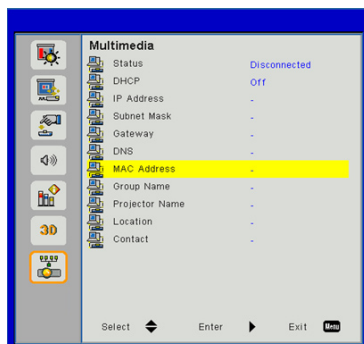 Multimedia
Status Disconnected
DHCP Off
IP Address -
Subnet Mask -
Gateway -
DNS -
MAC Address -
Group Name -
Projector Name -
Location -
Contact -
3D
Select Enter Exit Menu